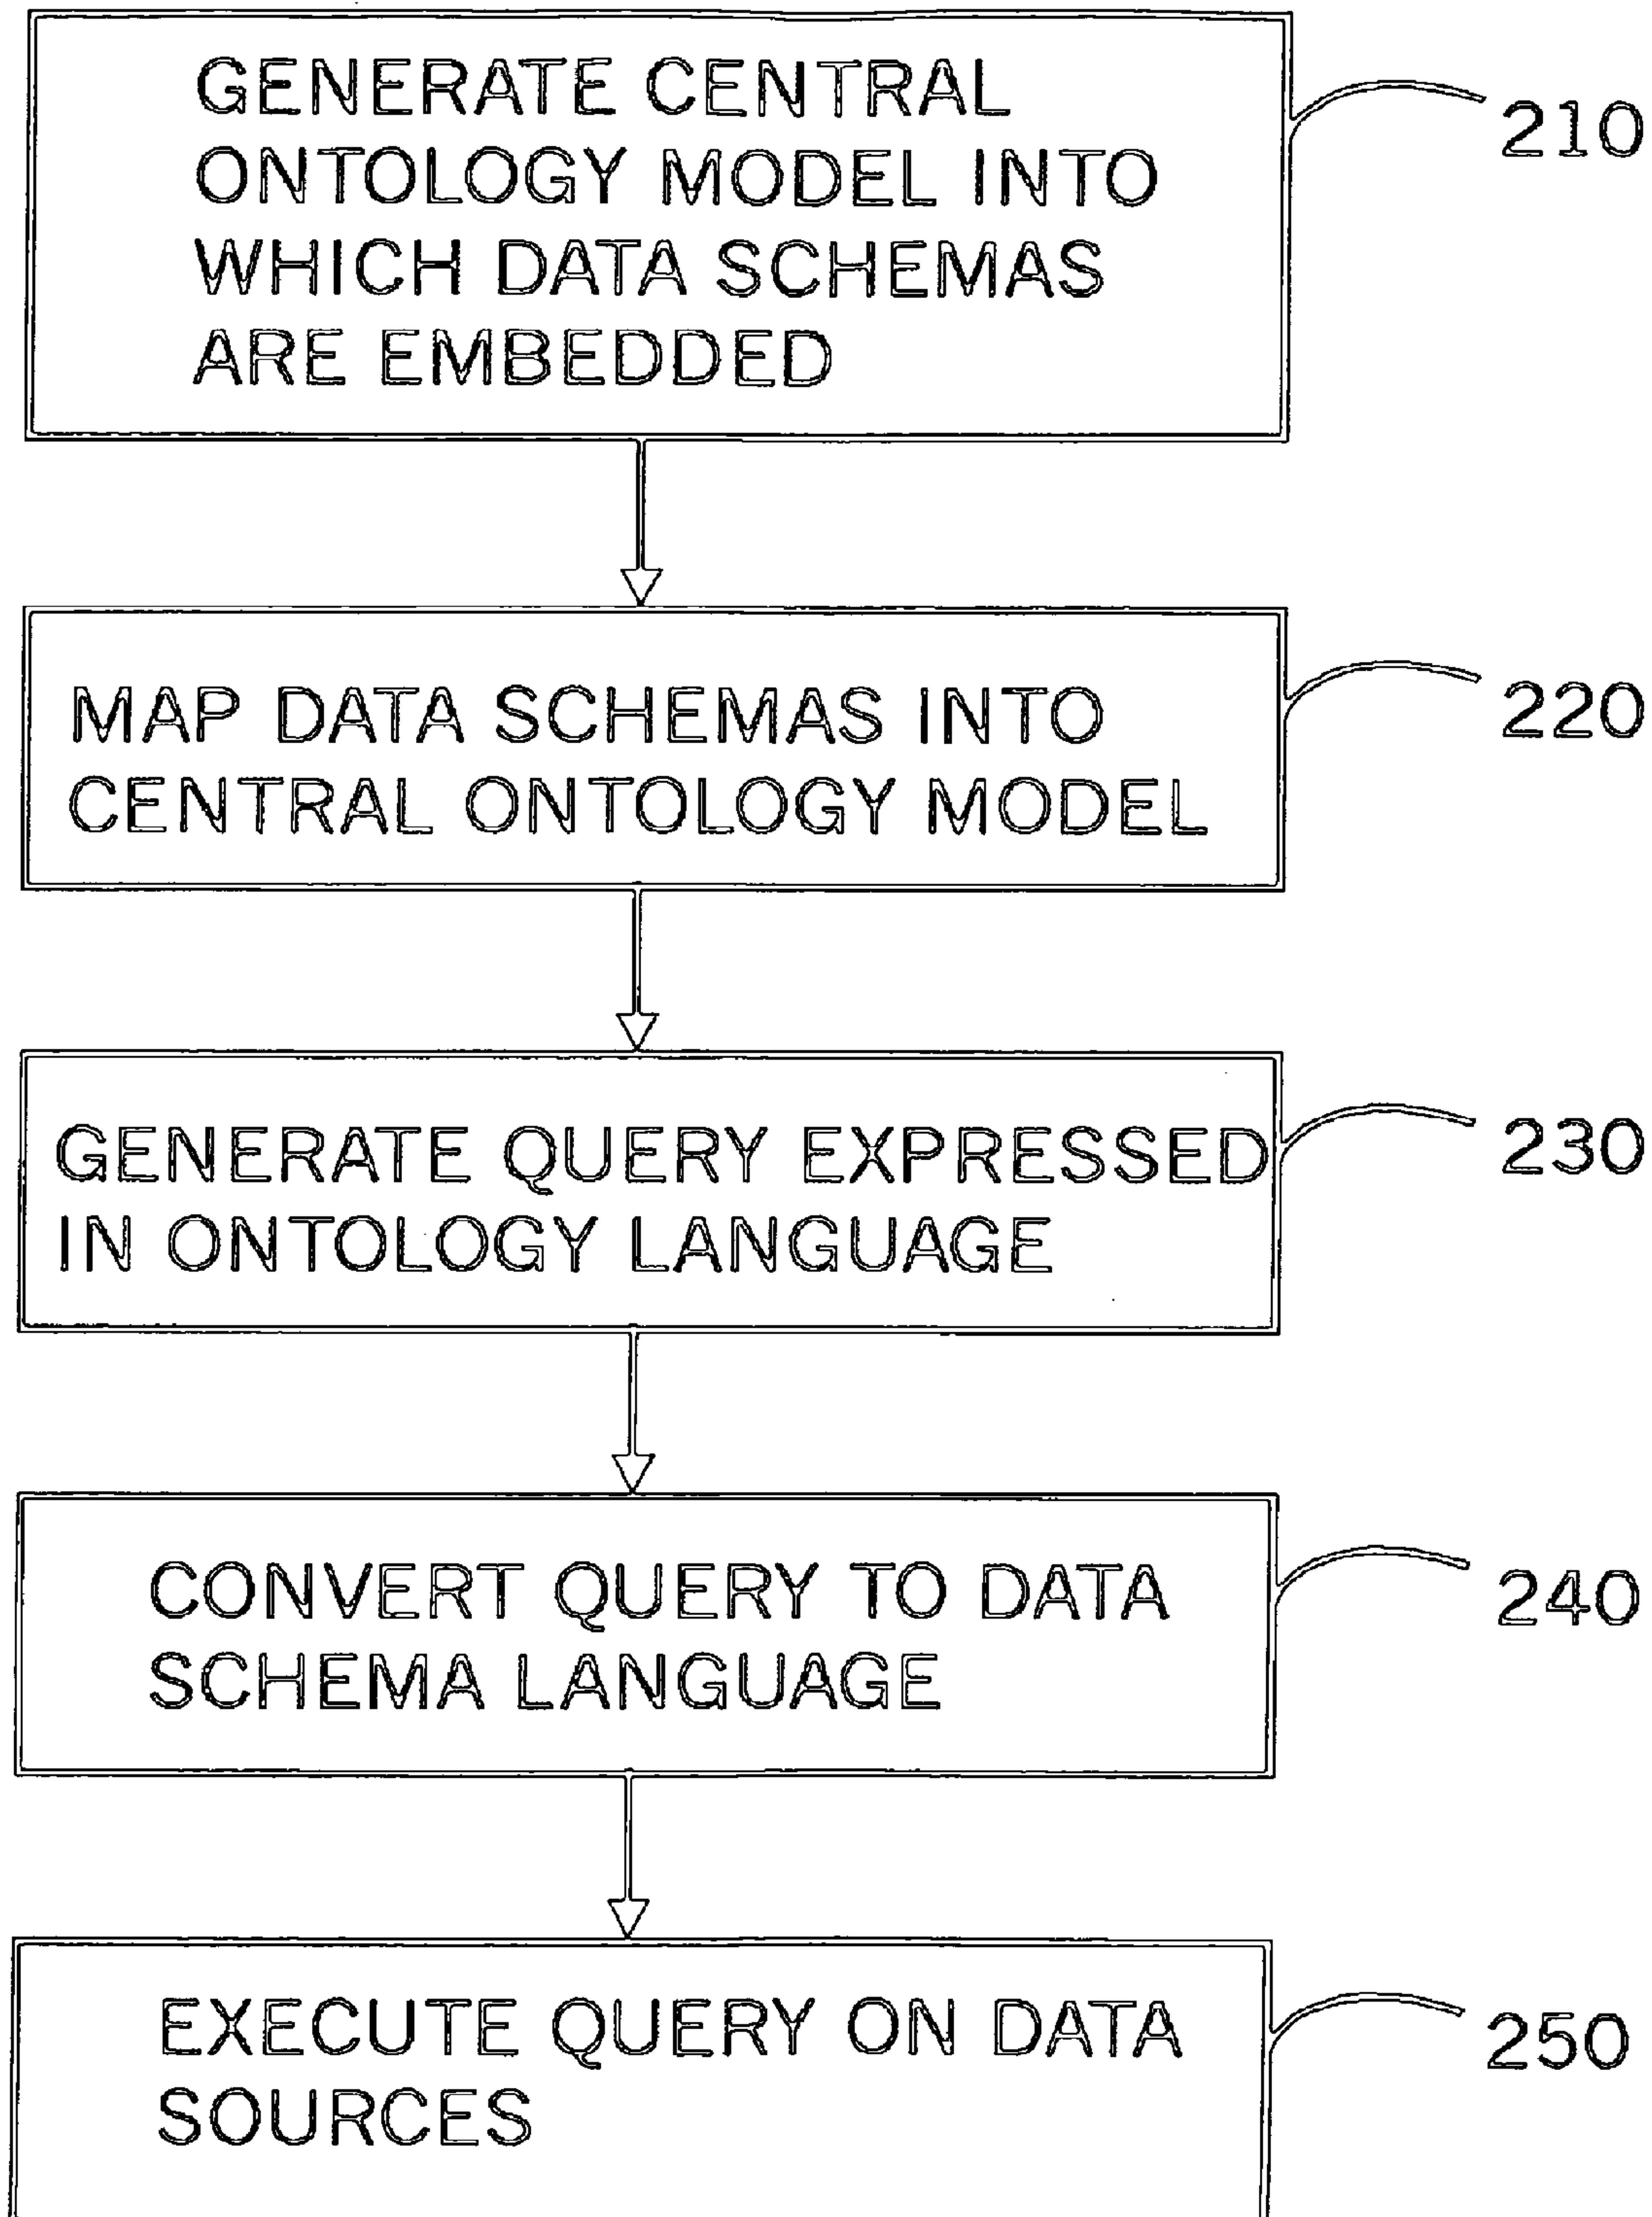 GENERATE CENTRAL
ONTOLOGY MODEL INTO
WHICH DATA SCHEMAS
ARE EMBEDDED
210
MAP DATA SCHEMAS INTO
CENTRAL ONTOLOGY MODEL
220
GENERATE QUERY EXPRESSED
IN ONTOLOGY LANGUAGE
230
CONVERT QUERY TO DATA
SCHEMA LANGUAGE
240
EXECUTE QUERY ON DATA
SOURCES
250